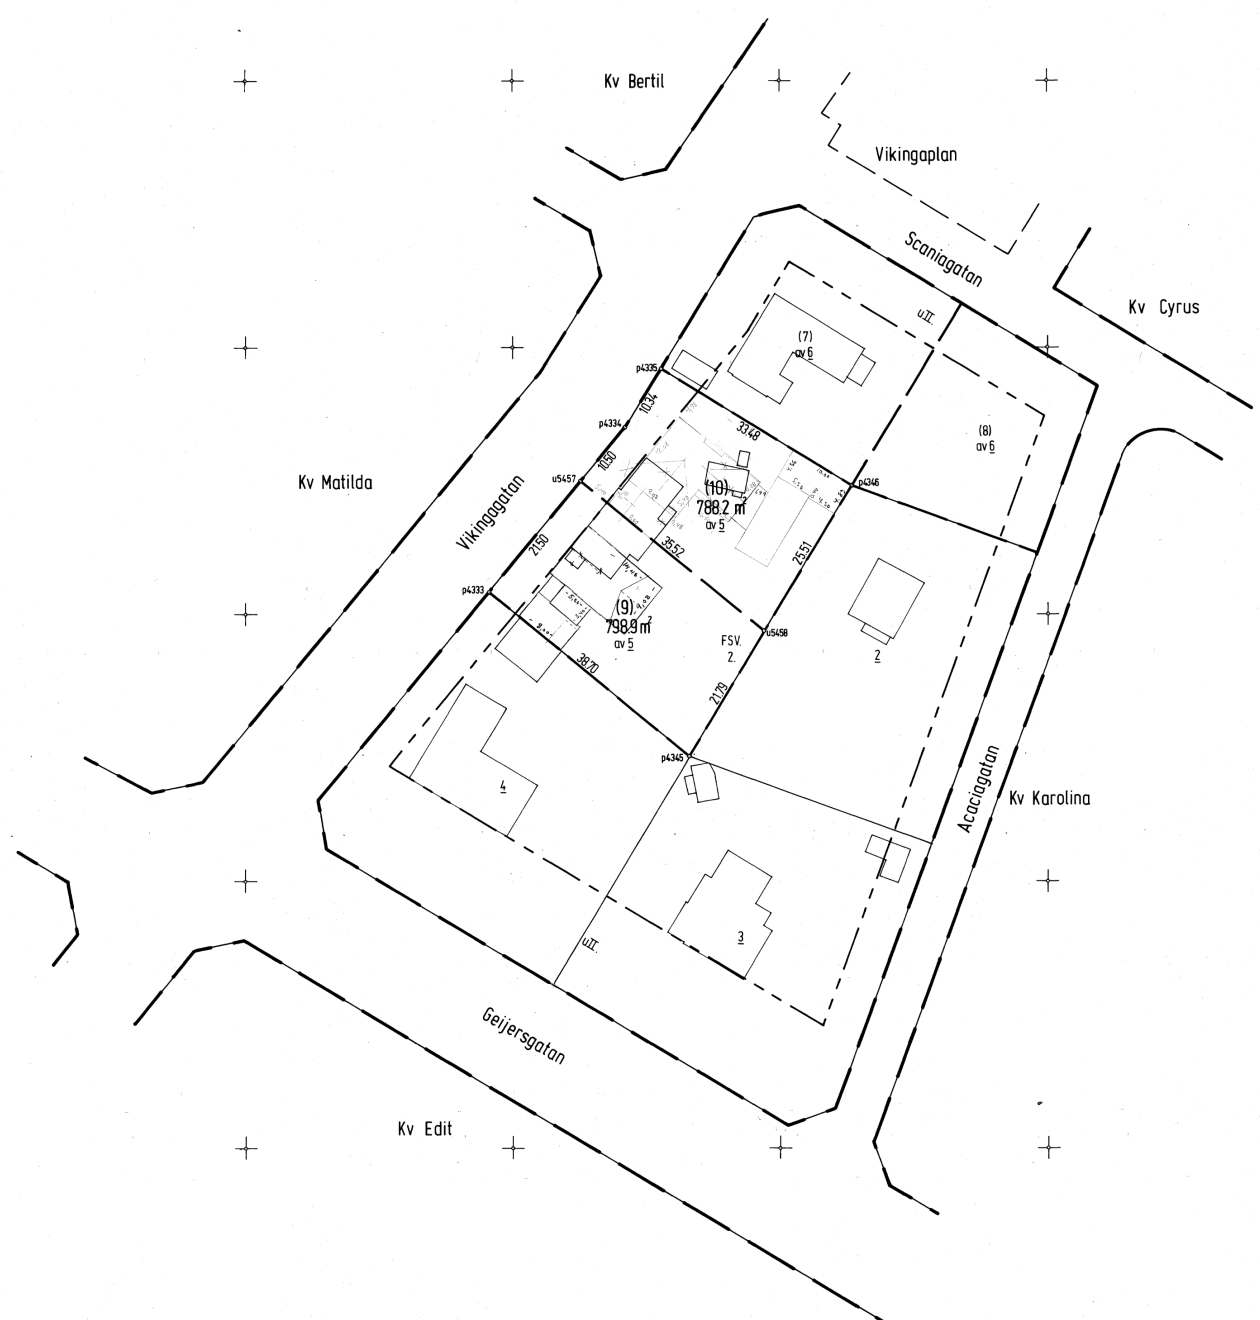 Kv Bertil
Vikingaplan
Scaniagatan
Kv Cyrus
u.II.
(7)
av 6
p4335
10.34
33.48
(8)
av 6
p4334
10.50
Kv Matilda
u5457
p4346
Vikingagatan
(10)
788.2 m²
av 5
35.52
25.51
21.50
p4333
(9)
798.9 m²
av 5
FSV.
2.
u5458
2
38.70
21.79
p4345
4
Acaciagatan
Kv Karolina
3
u.II.
Geijersgatan
Kv Edit